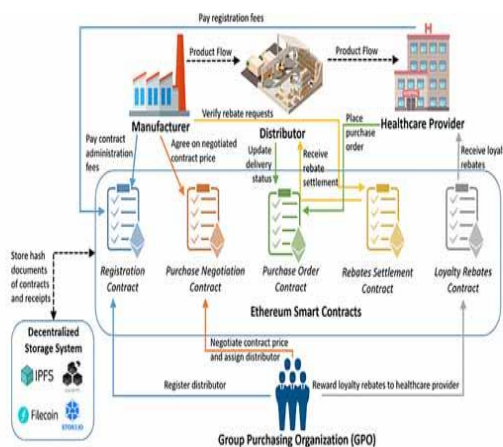 Pay registration fees
Product Flow
Product Flow
Manufacturer
Distributor
Healthcare Provider
Verify rebate requests
Place
purchase
order
Pay contract
administration
fees
Agree on negotiated
contract price
Update
delivery
status
Receive
rebate
settlement
Receive loyal
rebates
Registration
Contract
Purchase Negotiation
Contract
Purchase Order
Contract
Rebates Settlement
Contract
Loyalty Rebates
Contract
Ethereum Smart Contracts
Store hash
documents
of contracts
and receipts
Decentralized
Storage System
IPFS
Filecoin
Negotiate contract price
and assign distributor
Register distributor
Reward loyalty rebates to healthcare provider
Group Purchasing Organization (GPO)